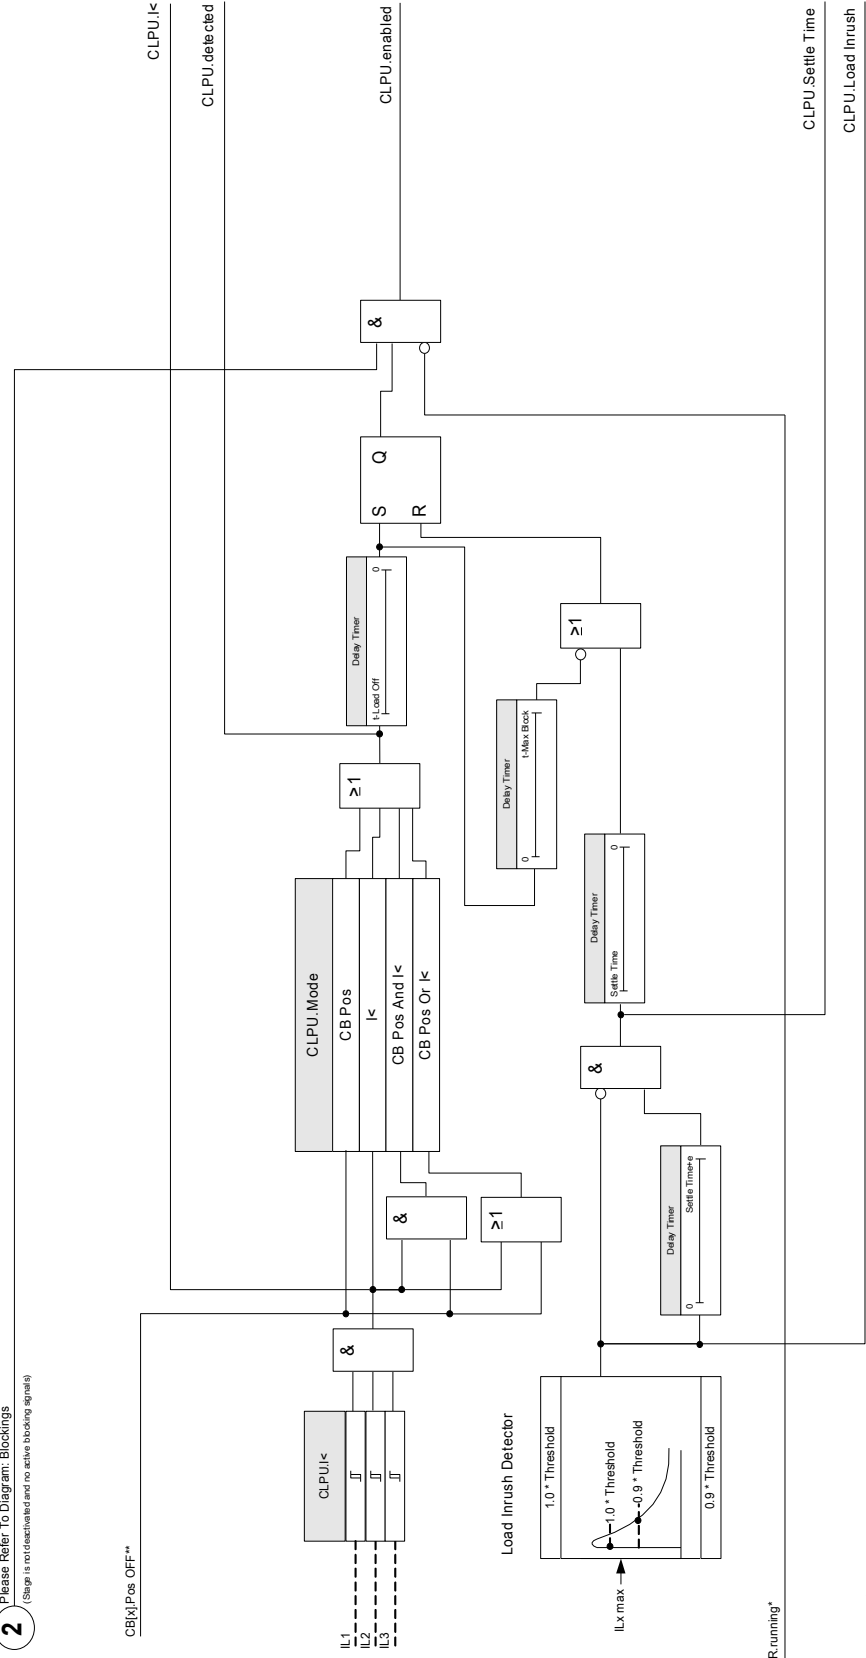 2
Please Refer To Diagram: Blockings
(Stage is not deactivated and no active blocking signals)
CB[x].Pos OFF**
IL1
IL2
IL3
CLPU.I<
&
CLPU.Mode
CB Pos
I<
CB Pos And I<
CB Pos Or I<
&
≥1
≥1
Delay Timer
t-Load Off
0
S
R
Q
&
CLPU.I<
CLPU.detected
CLPU.enabled
Delay Timer
0
t-Max Block
≥1
Load Inrush Detector
ILx max
1.0 * Threshold
1.0 * Threshold
0.9 * Threshold
0.9 * Threshold
Delay Timer
0
Settle Time+e
&
Delay Timer
Settle Time
0
CLPU.Settle Time
CLPU.Load Inrush
R.running*